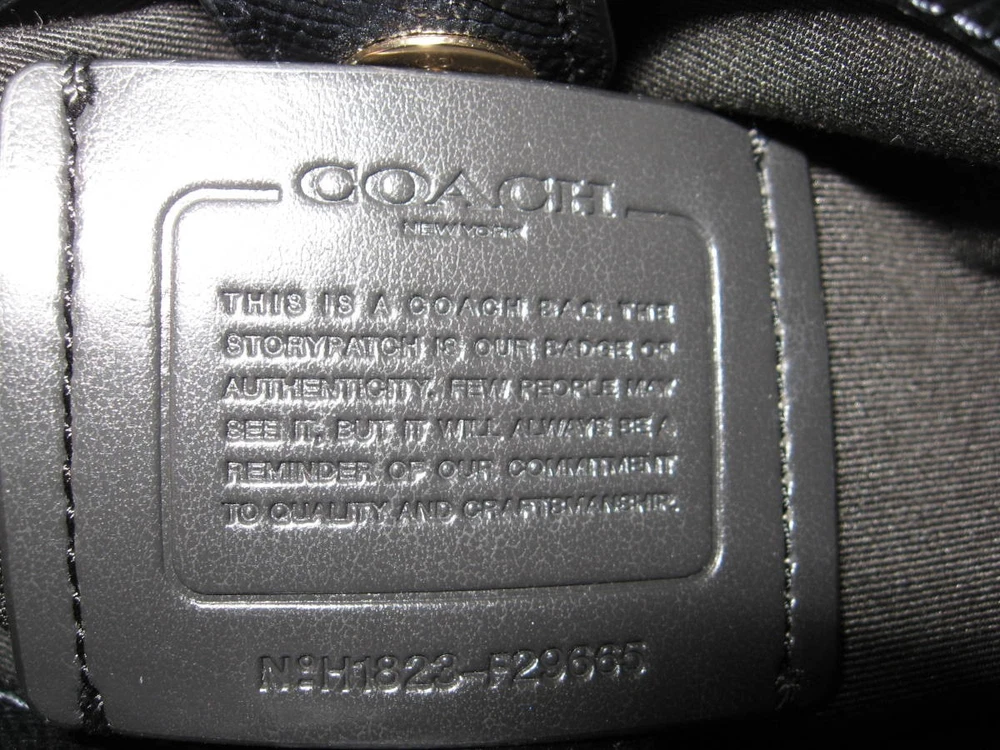 COACH
NEW YORK
THIS IS A COACH BAG. THE
STORYPATCH IS OUR BADGE OF
AUTHENTICITY. FEW PEOPLE MAY
SEE IT, BUT IT WILL ALWAYS BE A
REMINDER OF OUR COMMITMENT
TO QUALITY AND CRAFTSMANSHIP.
Nº H1823-F29665